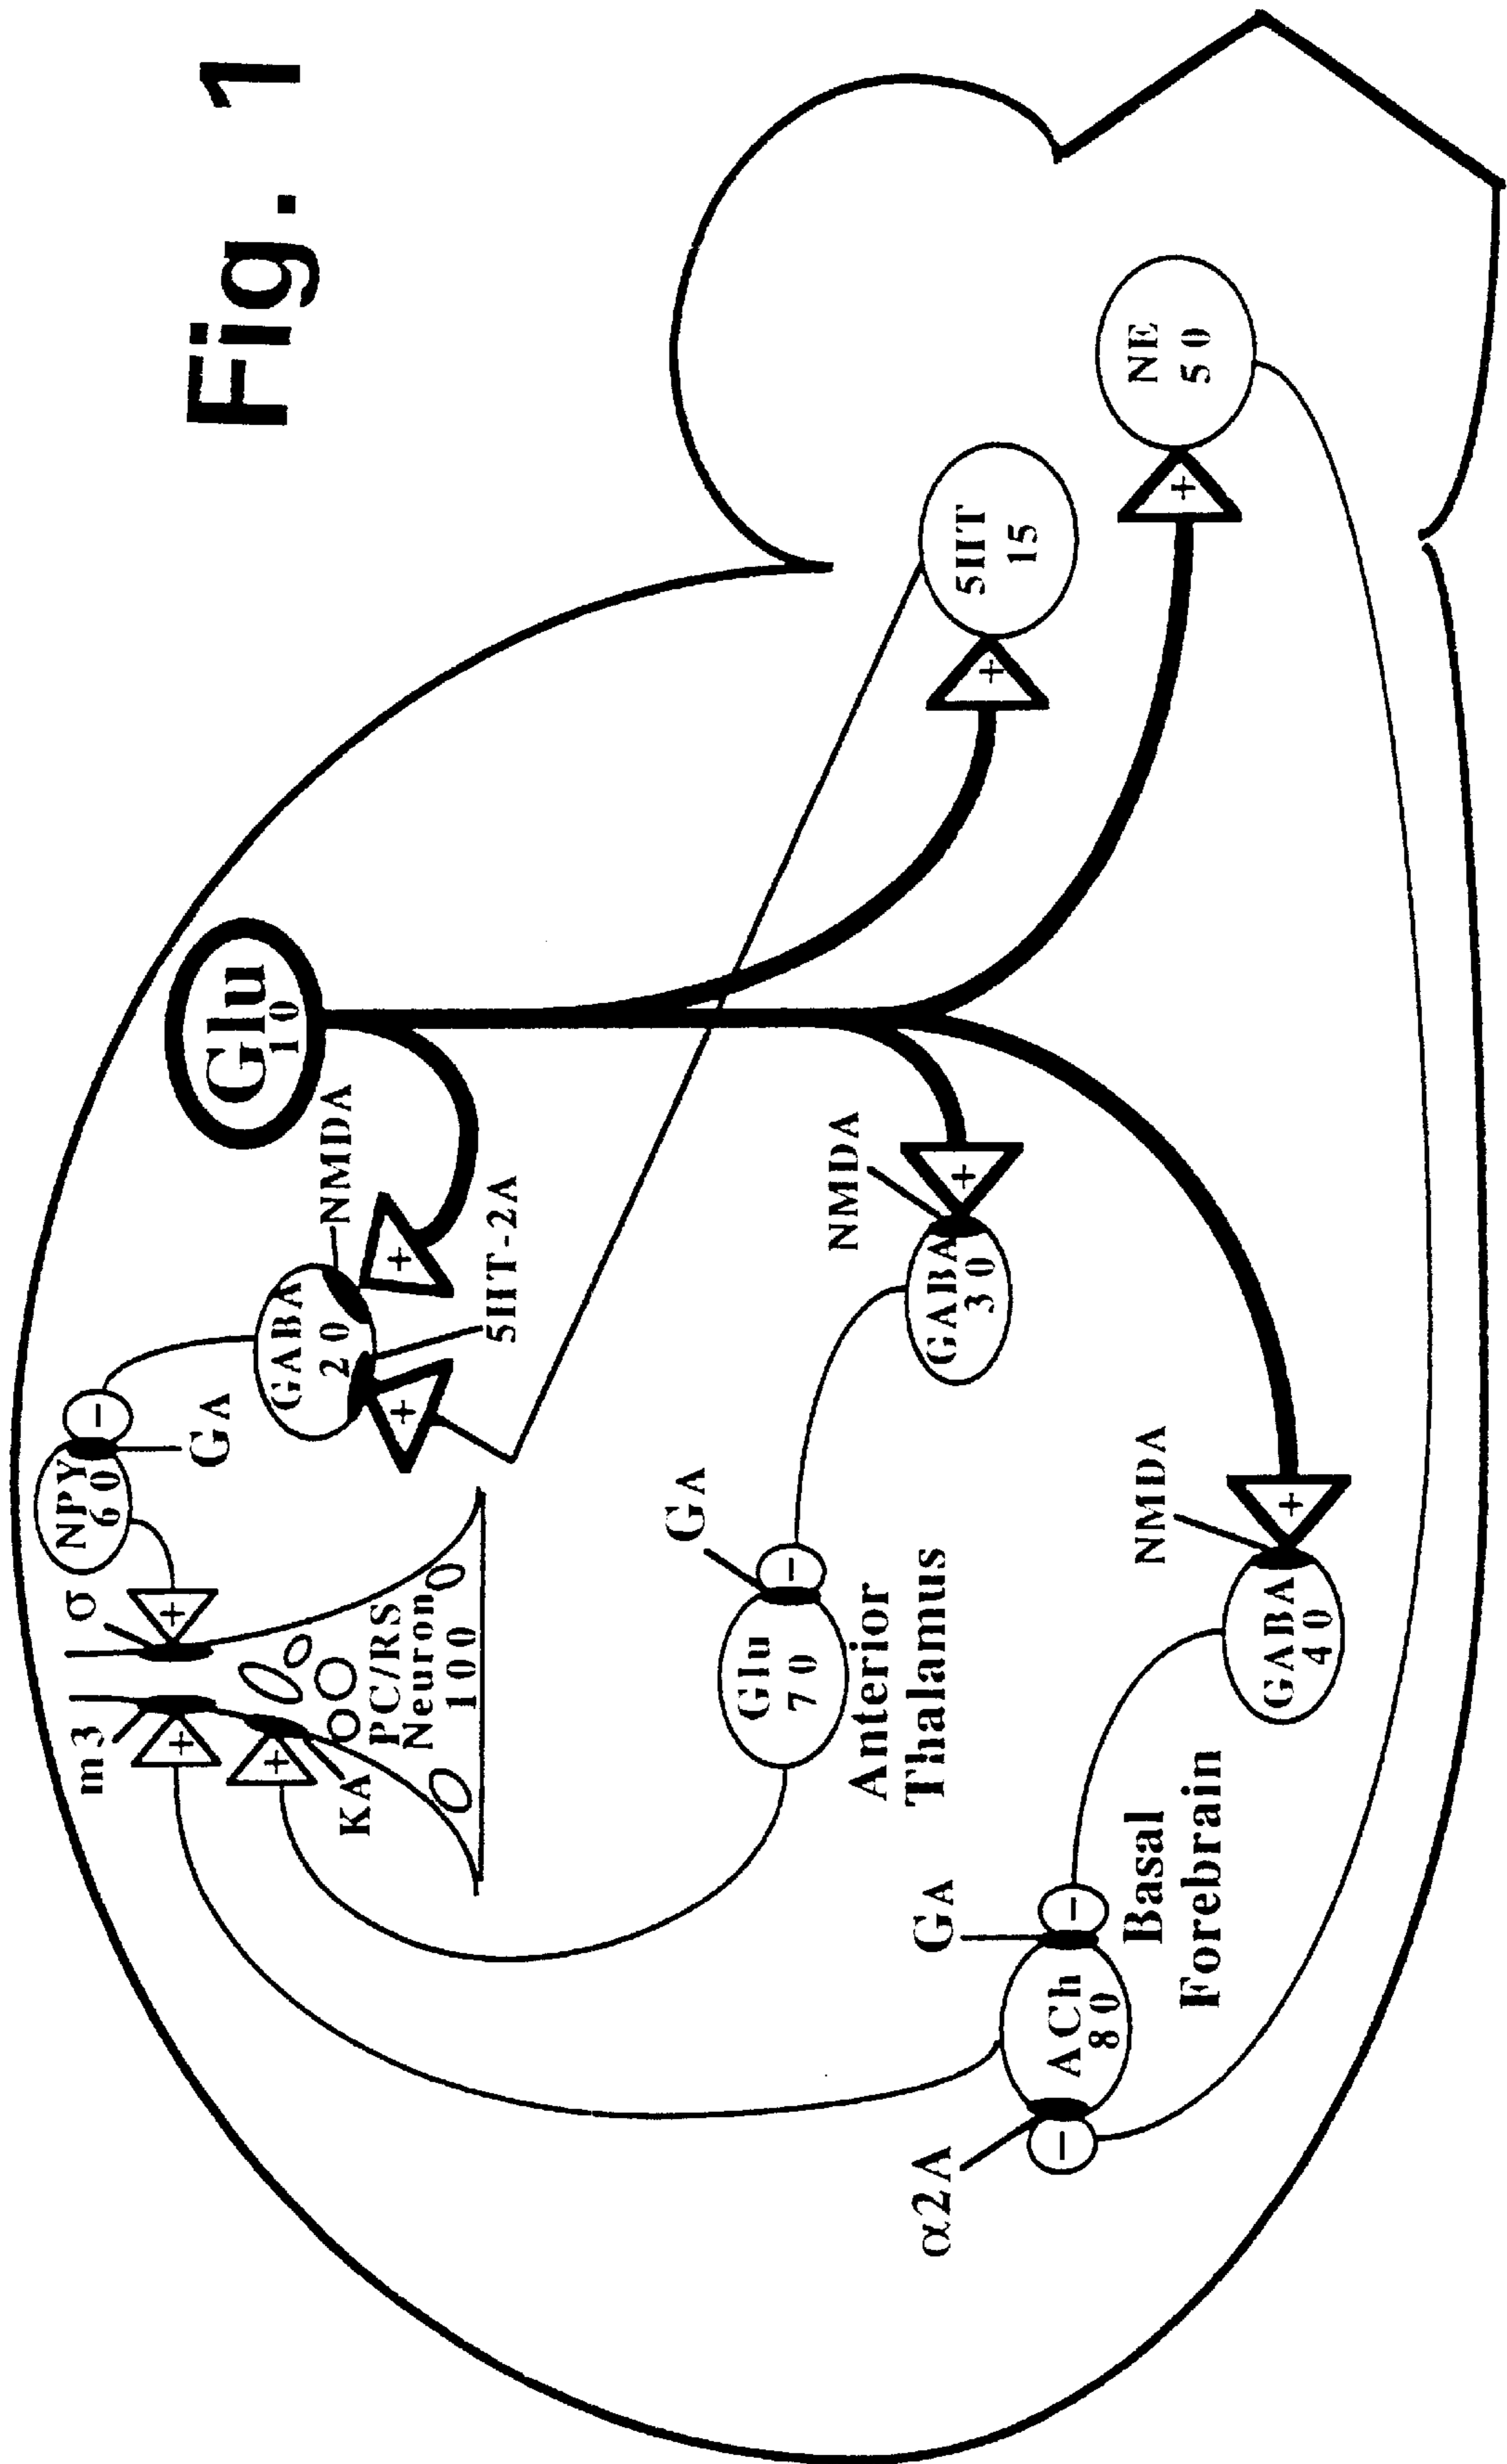 Fig. 1
m3
σ
NPY
60
GA
GABA
20
NMDA
Glu
10
KA
PC/RS
Neuron
100
5HT-2A
GA
Glu
70
Anterior
Thalamus
NMDA
GABA
30
5HT
15
α2A
GA
ACh
80
Basal
Forebrain
NMDA
GABA
40
NE
50